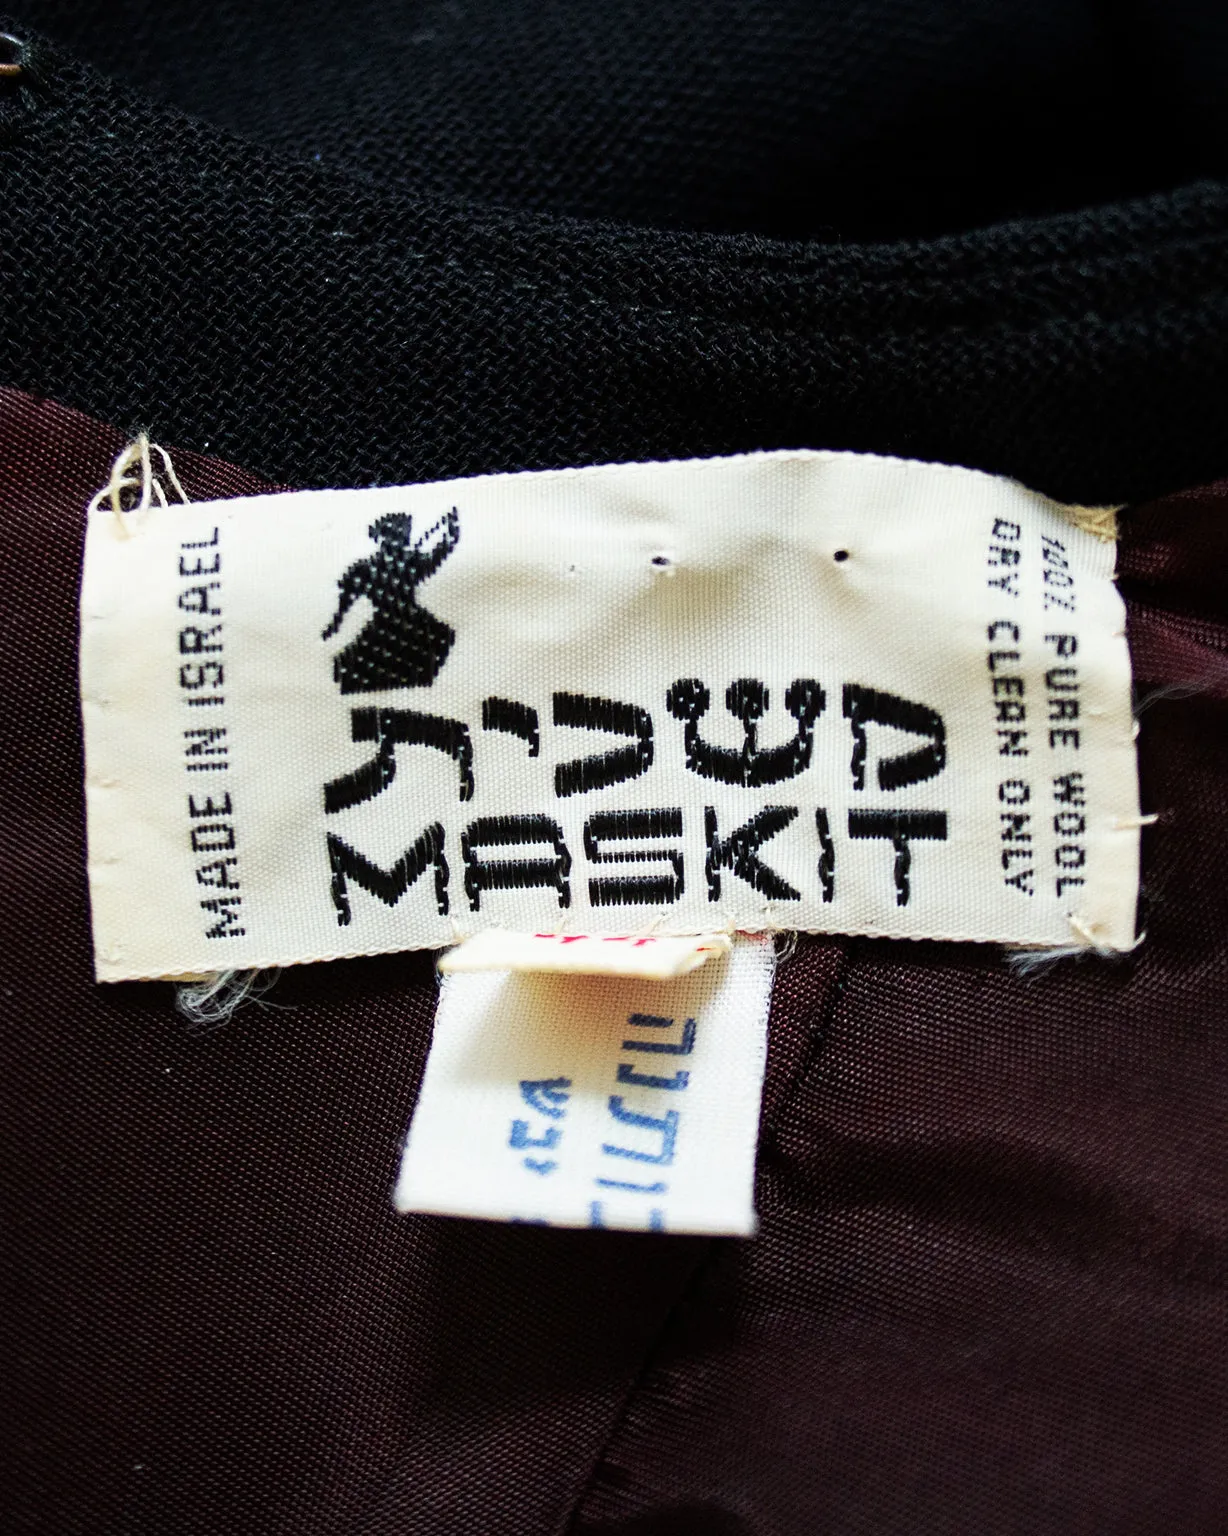 MADE IN ISRAEL
משכית
MASKIT
100% PURE WOOL
DRY CLEAN ONLY